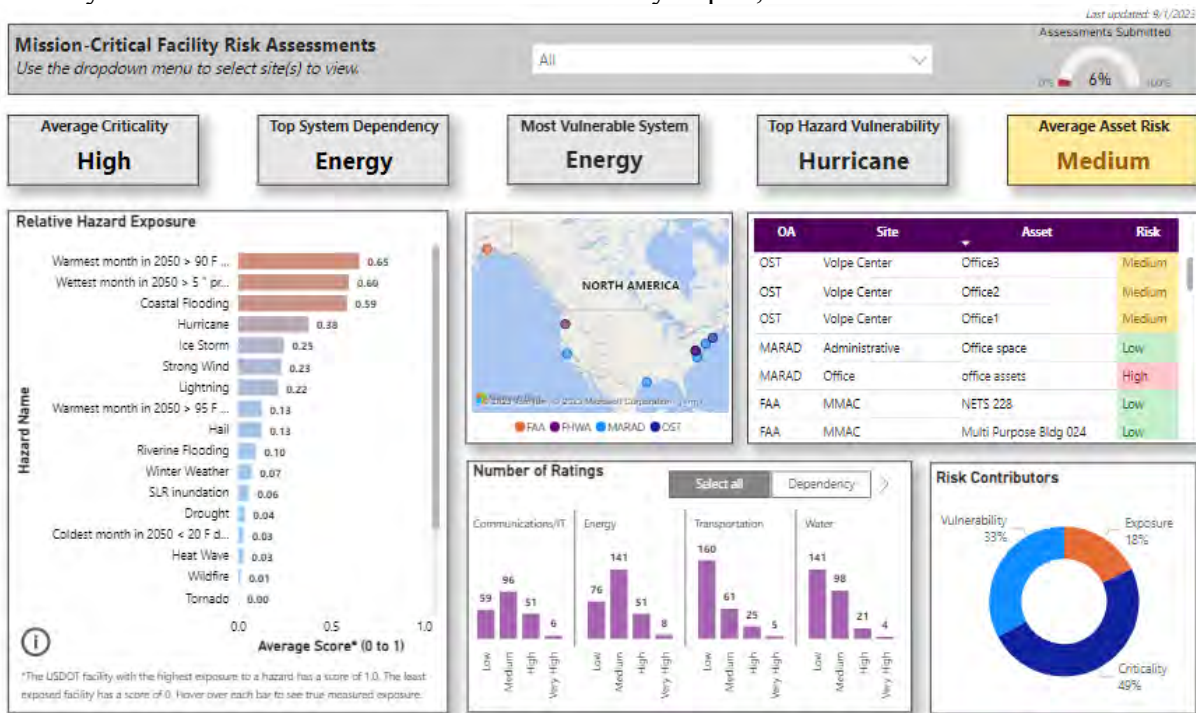 Last updated: 9/1/2023
Mission-Critical Facility Risk Assessments
Use the dropdown menu to select site(s) to view.
All
Assessments Submitted
0%
6%
100%
Average Criticality
High
Top System Dependency
Energy
Most Vulnerable System
Energy
Top Hazard Vulnerability
Hurricane
Average Asset Risk
Medium
Relative Hazard Exposure
Hazard Name
Warmest month in 2050 > 90 F ... 0.65
Wettest month in 2050 > 5 " pr... 0.60
Coastal Flooding 0.59
Hurricane 0.38
Ice Storm 0.25
Strong Wind 0.23
Lightning 0.22
Warmest month in 2050 > 95 F ... 0.13
Hail 0.13
Riverine Flooding 0.10
Winter Weather 0.07
SLR inundation 0.06
Drought 0.04
Coldest month in 2050 < 20 F d... 0.03
Heat Wave 0.03
Wildfire 0.01
Tornado 0.00
0.0 0.5 1.0
Average Score* (0 to 1)
*The USDOT facility with the highest exposure to a hazard has a score of 1.0. The least
exposed facility has a score of 0. Hover over each bar to see true measured exposure.
NORTH AMERICA
FAA FHWA MARAD OST
OA Site Asset Risk
OST Volpe Center Office3 Medium
OST Volpe Center Office2 Medium
OST Volpe Center Office1 Medium
MARAD Administrative Office space Low
MARAD Office office assets High
FAA MMAC NETS 228 Low
FAA MMAC Multi Purpose Bldg 024 Low
Number of Ratings
Select all Dependency
Communications/IT Energy Transportation Water
59 96 51 6
76 141 51 8
160 61 25 5
141 98 21 4
Low Medium High Very High
Low Medium High Very High
Low Medium High Very High
Low Medium High Very High
Risk Contributors
Vulnerability
33%
Exposure
18%
Criticality
49%